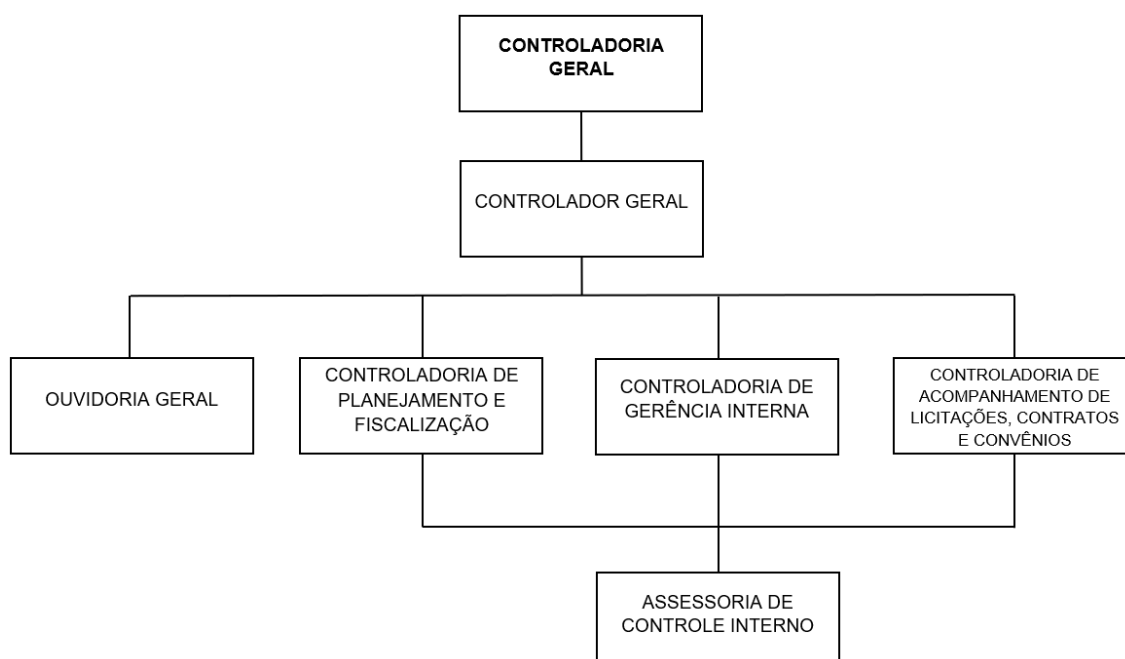 CONTROLADORIA
GERAL
CONTROLADOR GERAL
OUVIDORIA GERAL
CONTROLADORIA DE
PLANEJAMENTO E
FISCALIZAÇÃO
CONTROLADORIA DE
GERÊNCIA INTERNA
CONTROLADORIA DE
ACOMPANHAMENTO DE
LICITAÇÕES, CONTRATOS
E CONVÊNIOS
ASSESSORIA DE
CONTROLE INTERNO